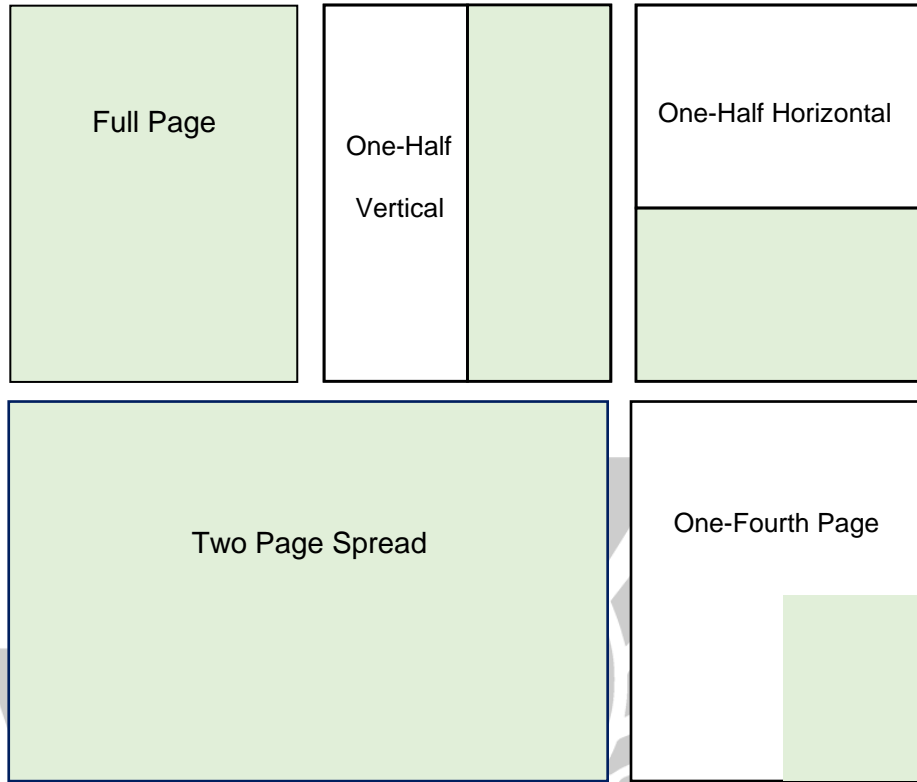 Full Page
One-Half
Vertical
One-Half Horizontal
Two Page Spread
One-Fourth Page